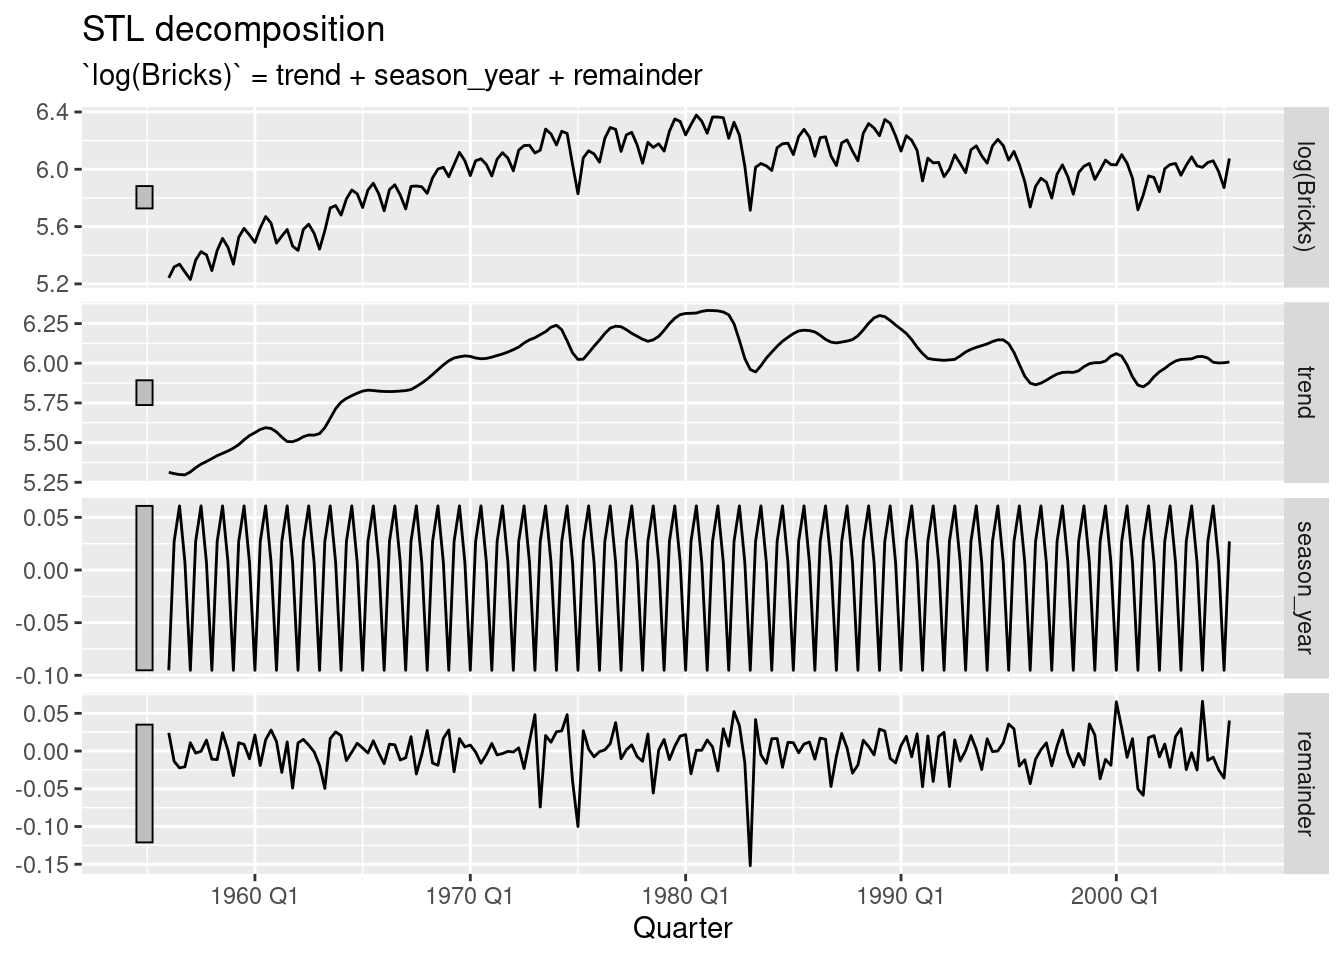 STL decomposition
`log(Bricks)` = trend + season_year + remainder
6.4
6.0
5.6
5.2
log(Bricks)
6.25
6.00
5.75
5.50
5.25
trend
0.05
0.00
-0.05
-0.10
season_year
0.05
0.00
-0.05
-0.10
-0.15
remainder
1960 Q1 1970 Q1 1980 Q1 1990 Q1 2000 Q1
Quarter